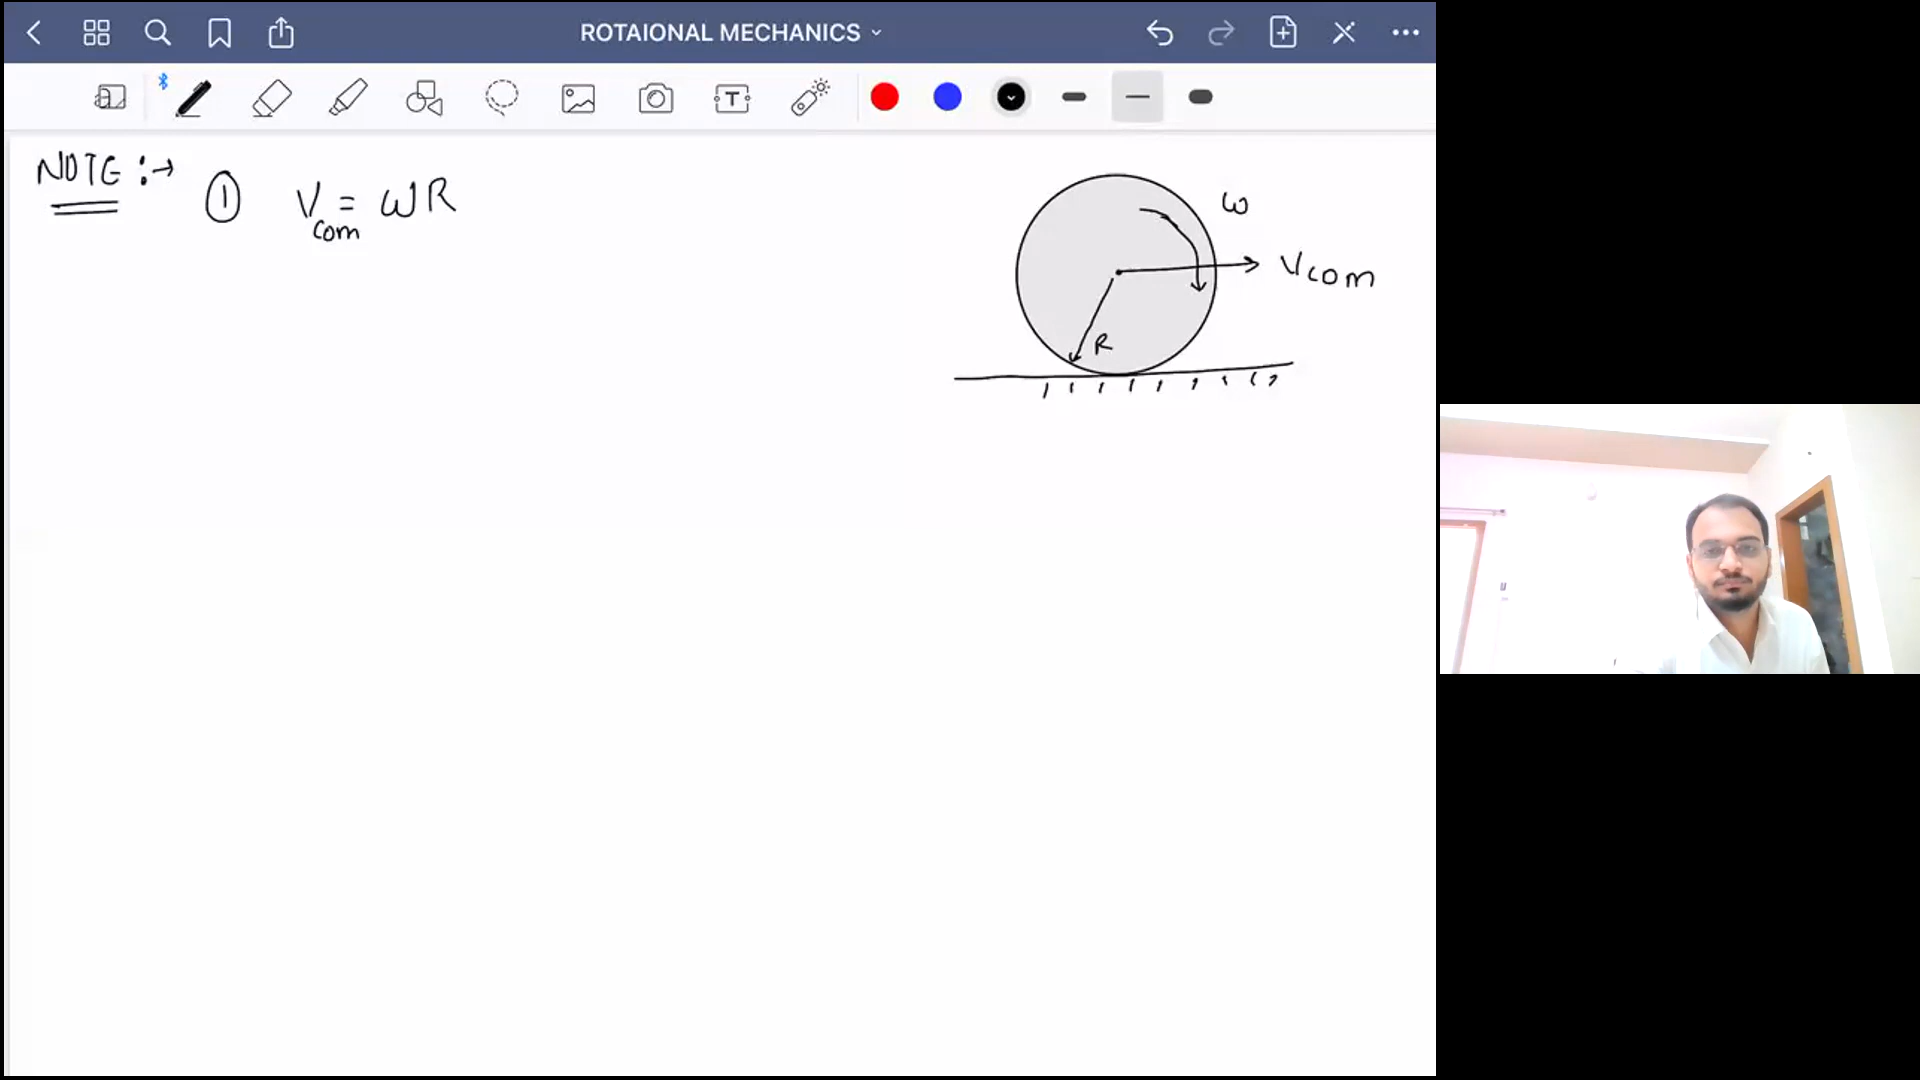 ROTAIONAL MECHANICS
T
NOTE :→
① V = ωR
com
ω
Vcom
R